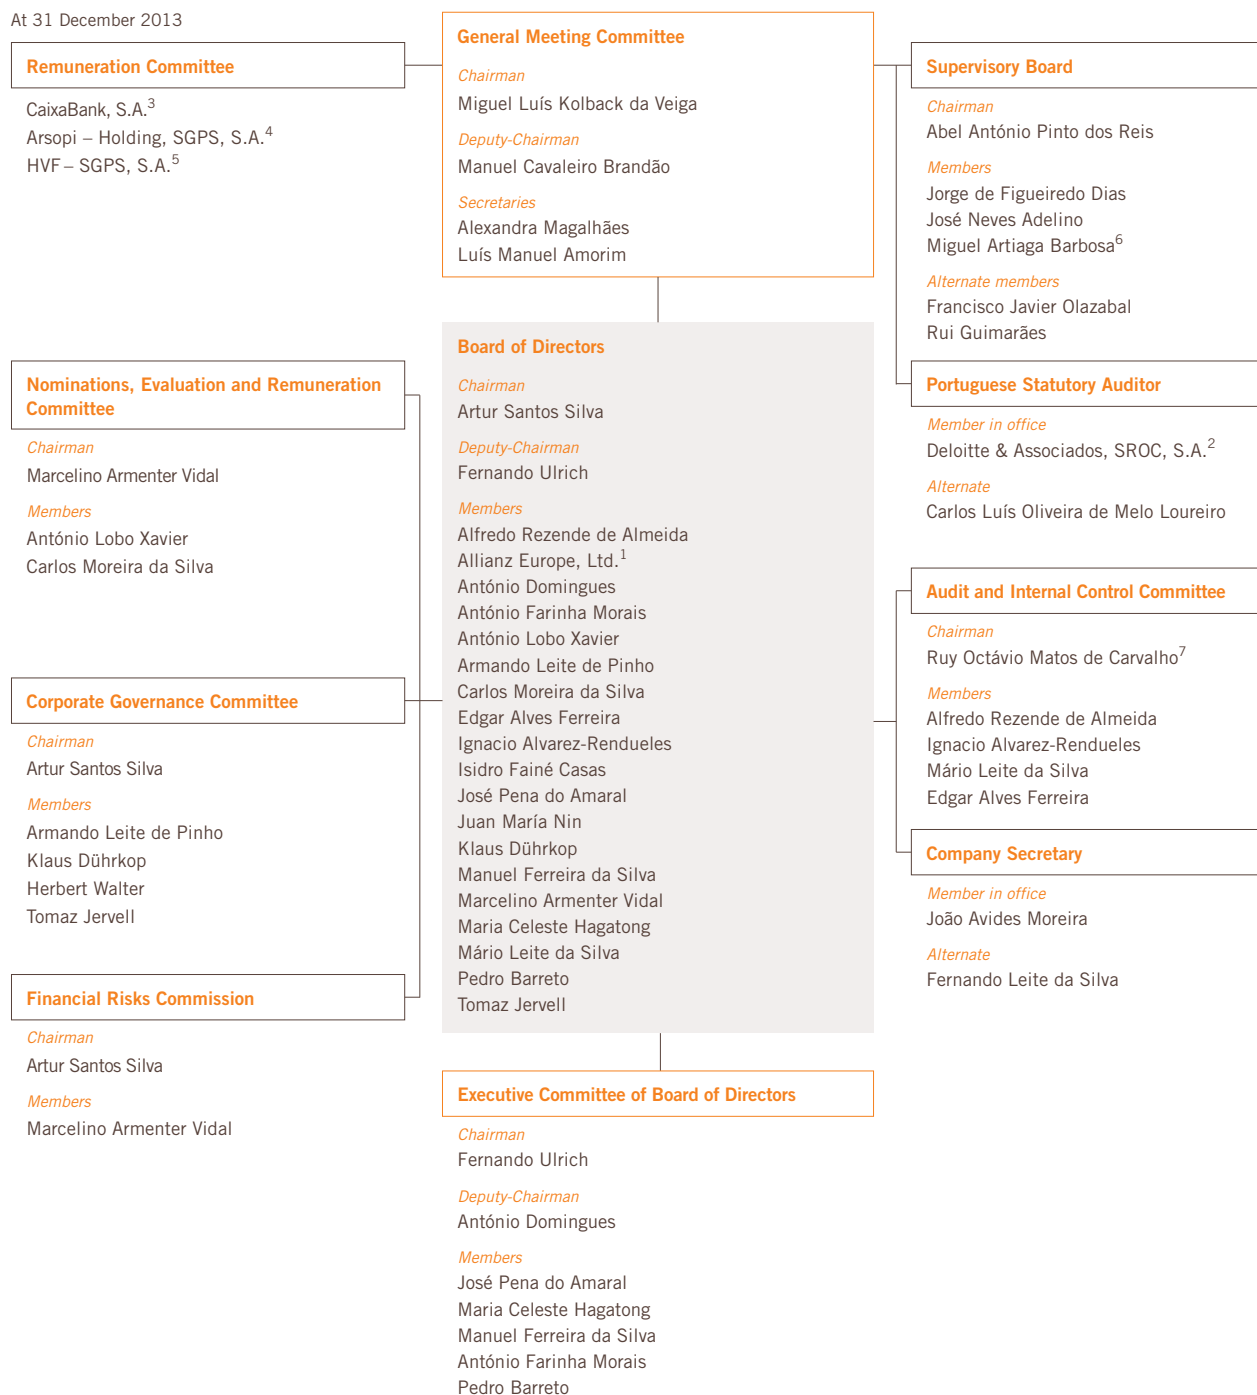 At 31 December 2013
Remuneration Committee
CaixaBank, S.A.3
Arsopi – Holding, SGPS, S.A.4
HVF – SGPS, S.A.5
General Meeting Committee
Chairman
Miguel Luís Kolback da Veiga
Deputy-Chairman
Manuel Cavaleiro Brandão
Secretaries
Alexandra Magalhães
Luís Manuel Amorim
Supervisory Board
Chairman
Abel António Pinto dos Reis
Members
Jorge de Figueiredo Dias
José Neves Adelino
Miguel Artiaga Barbosa6
Alternate members
Francisco Javier Olazabal
Rui Guimarães
Portuguese Statutory Auditor
Member in office
Deloitte & Associados, SROC, S.A.2
Alternate
Carlos Luís Oliveira de Melo Loureiro
Nominations, Evaluation and Remuneration
Committee
Chairman
Marcelino Armenter Vidal
Members
António Lobo Xavier
Carlos Moreira da Silva
Corporate Governance Committee
Chairman
Artur Santos Silva
Members
Armando Leite de Pinho
Klaus Dührkop
Herbert Walter
Tomaz Jervell
Financial Risks Commission
Chairman
Artur Santos Silva
Members
Marcelino Armenter Vidal
Board of Directors
Chairman
Artur Santos Silva
Deputy-Chairman
Fernando Ulrich
Members
Alfredo Rezende de Almeida
Allianz Europe, Ltd.1
António Domingues
António Farinha Morais
António Lobo Xavier
Armando Leite de Pinho
Carlos Moreira da Silva
Edgar Alves Ferreira
Ignacio Alvarez-Rendueles
Isidro Fainé Casas
José Pena do Amaral
Juan María Nin
Klaus Dührkop
Manuel Ferreira da Silva
Marcelino Armenter Vidal
Maria Celeste Hagatong
Mário Leite da Silva
Pedro Barreto
Tomaz Jervell
Audit and Internal Control Committee
Chairman
Ruy Octávio Matos de Carvalho7
Members
Alfredo Rezende de Almeida
Ignacio Alvarez-Rendueles
Mário Leite da Silva
Edgar Alves Ferreira
Company Secretary
Member in office
João Avides Moreira
Alternate
Fernando Leite da Silva
Executive Committee of Board of Directors
Chairman
Fernando Ulrich
Deputy-Chairman
António Domingues
Members
José Pena do Amaral
Maria Celeste Hagatong
Manuel Ferreira da Silva
António Farinha Morais
Pedro Barreto